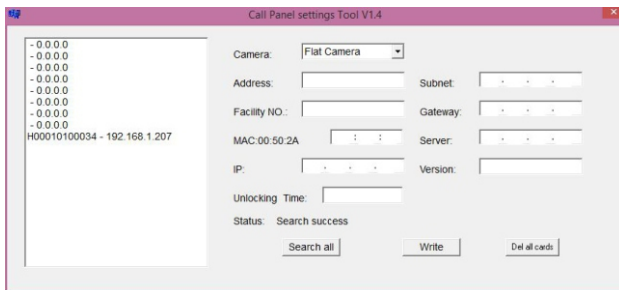 Call Panel settings Tool V1.4
- 0.0.0.0
- 0.0.0.0
- 0.0.0.0
- 0.0.0.0
- 0.0.0.0
- 0.0.0.0
- 0.0.0.0
- 0.0.0.0
H00010100034 - 192.168.1.207
Camera: Flat Camera
Address: Subnet:
Facility NO.: Gateway:
MAC:00:50:2A : : Server:
IP: Version:
Unlocking Time:
Status: Search success
Search all Write Del all cards